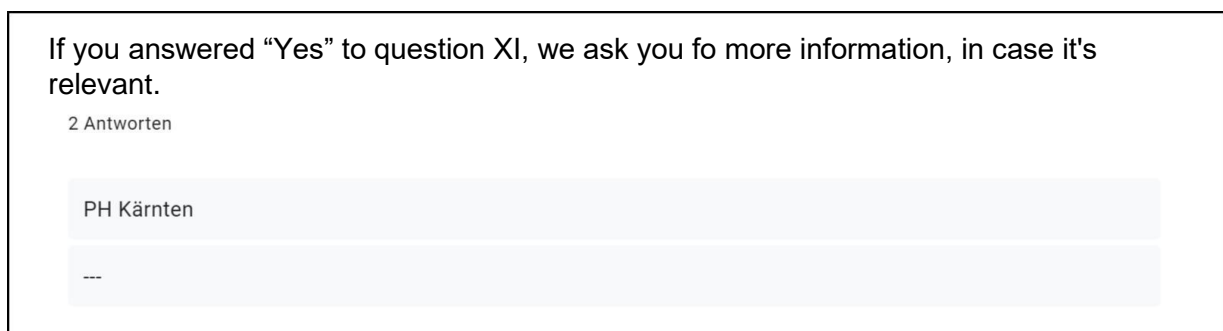 If you answered “Yes” to question XI, we ask you fo more information, in case it's
relevant.
2 Antworten
PH Kärnten
---